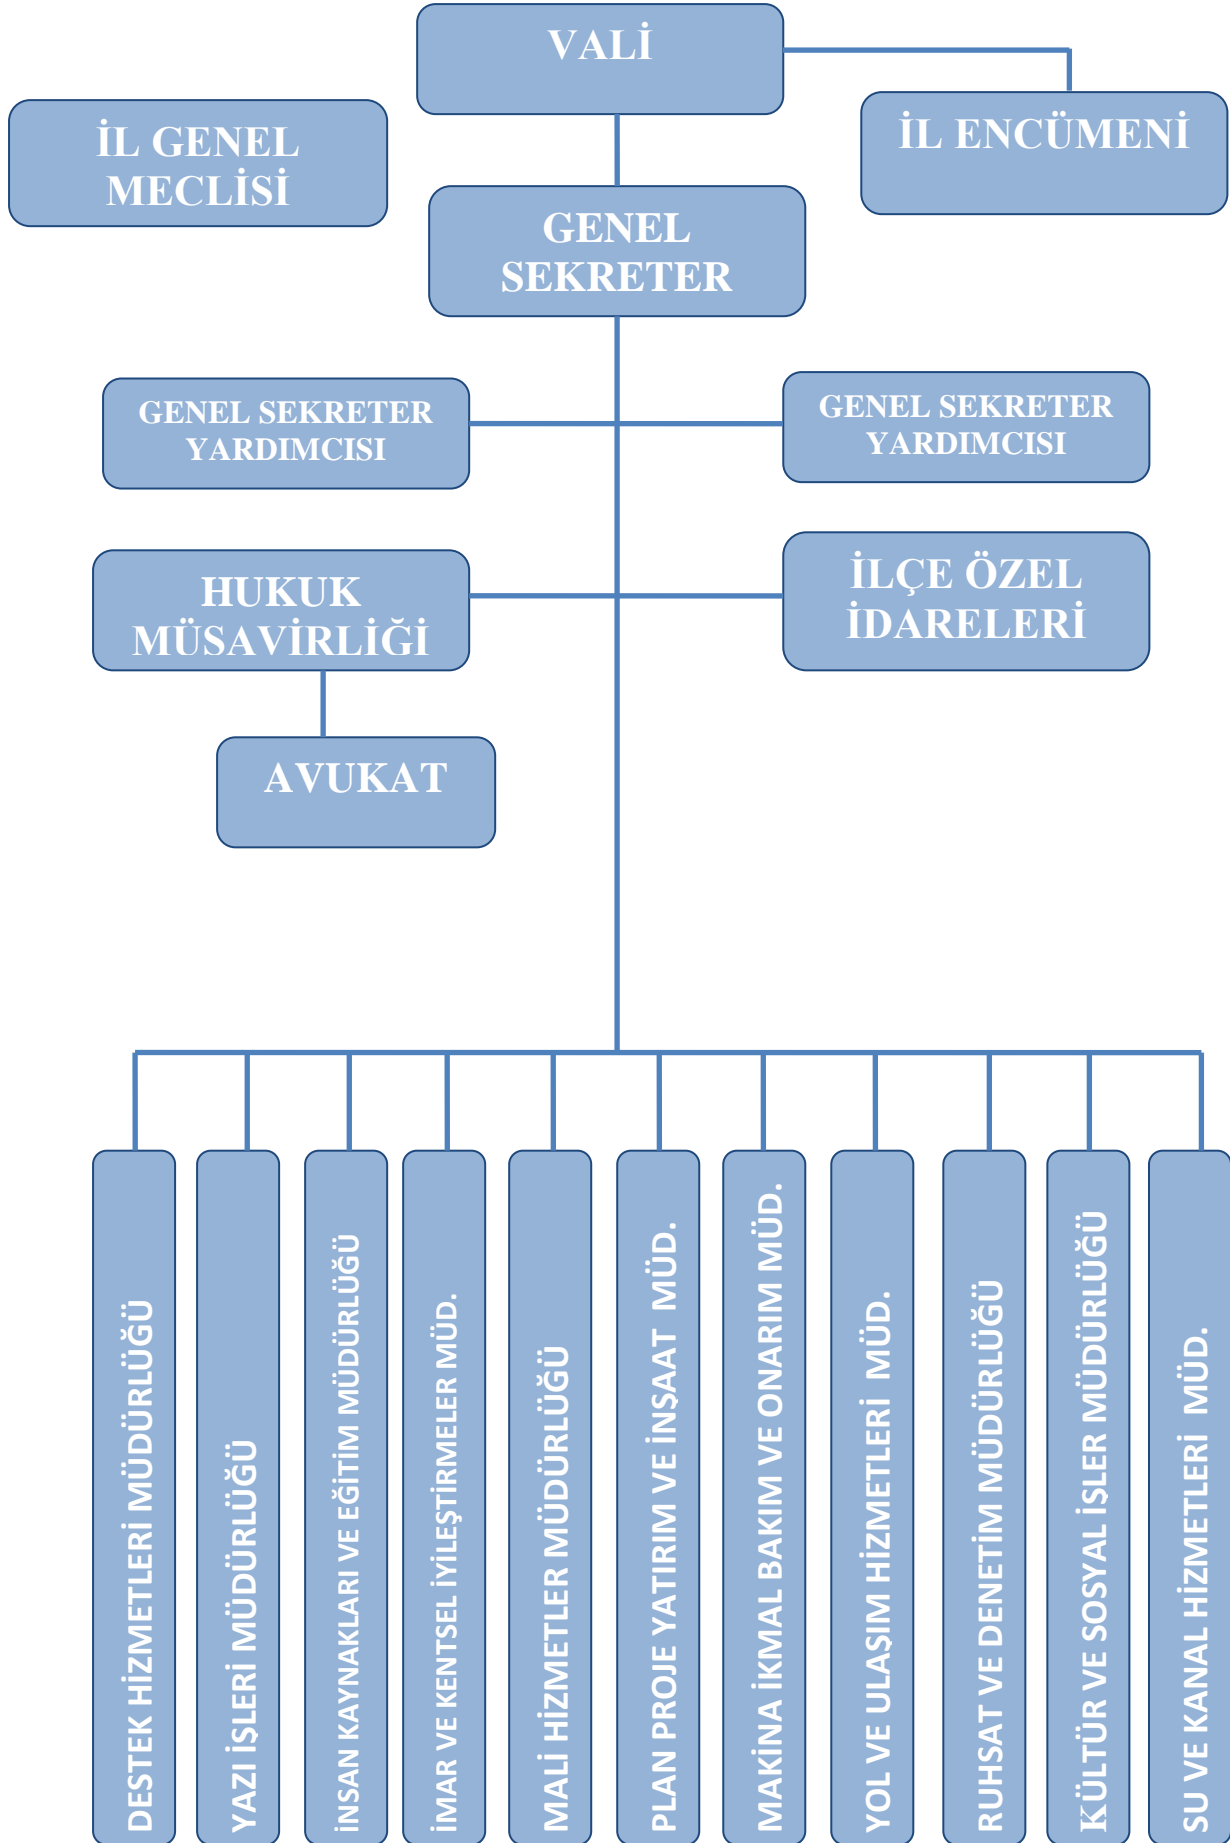 VALİ
İL GENEL
MECLİSİ
İL ENCÜMENİ
GENEL
SEKRETER
GENEL SEKRETER
YARDIMCISI
GENEL SEKRETER
YARDIMCISI
HUKUK
MÜSAVİRLİĞİ
İLÇE ÖZEL
İDARELERİ
AVUKAT
DESTEK HİZMETLERİ MÜDÜRLÜĞÜ
YAZI İŞLERİ MÜDÜRLÜĞÜ
İNSAN KAYNAKLARI VE EĞİTİM MÜDÜRLÜĞÜ
İMAR VE KENTSEL İYİLEŞTİRMELER MÜD.
MALİ HİZMETLER MÜDÜRLÜĞÜ
PLAN PROJE YATIRIM VE İNŞAAT MÜD.
MAKİNA İKMAL BAKIM VE ONARIM MÜD.
YOL VE ULAŞIM HİZMETLERİ MÜD.
RUHSAT VE DENETİM MÜDÜRLÜĞÜ
KÜLTÜR VE SOSYAL İŞLER MÜDÜRLÜĞÜ
SU VE KANAL HİZMETLERİ MÜD.